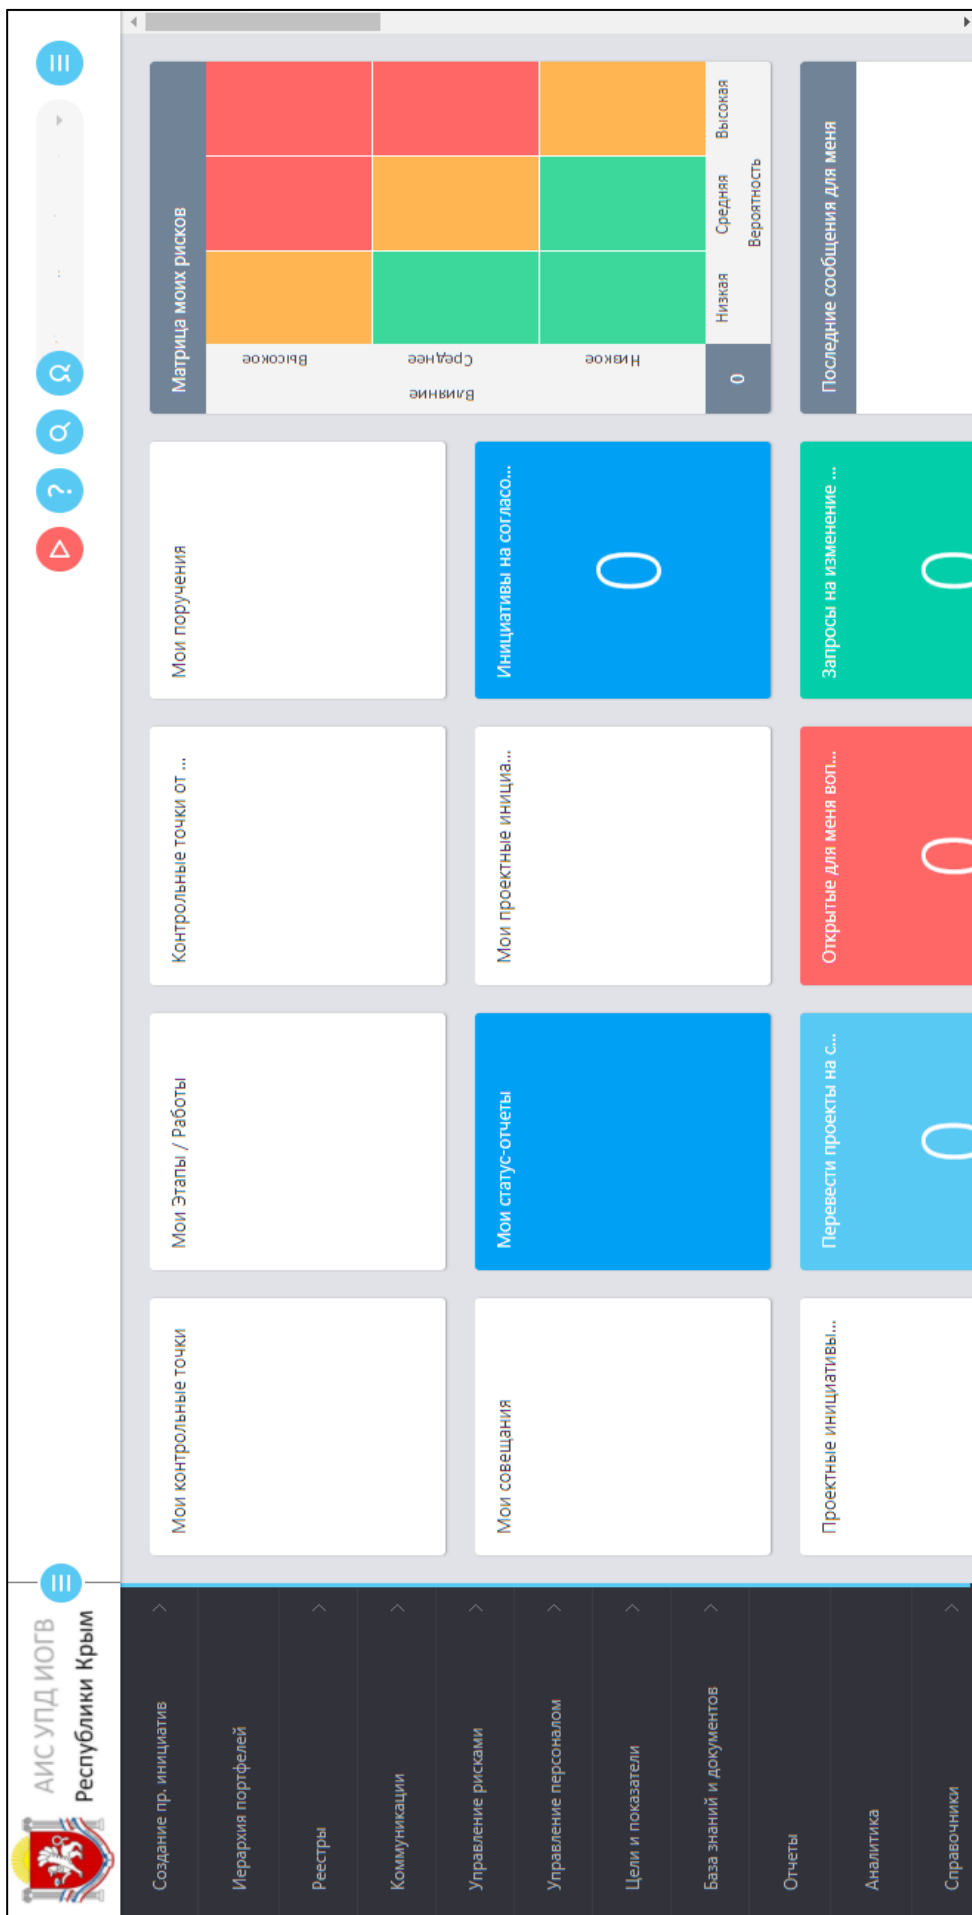 АИС УПД ИОГВ
Республики Крым
Создание пр. инициатив
Иерархия портфелей
Реестры
Коммуникации
Управление рисками
Управление персоналом
Цели и показатели
База знаний и документов
Отчеты
Аналитика
Справочники
Мои контрольные точки
Мои Этапы / Работы
Контрольные точки от ...
Мои поручения
Матрица моих рисков
Влияние
Высокое
Среднее
Низкое
0
Низкая
Средняя
Высокая
Вероятность
Мои совещания
Мои статус-отчеты
Мои проектные инициа...
Инициативы на согласо...
0
Проектные инициативы...
Перевести проекты на с...
0
Открытые для меня воп...
0
Запросы на изменение ...
0
Последние сообщения для меня